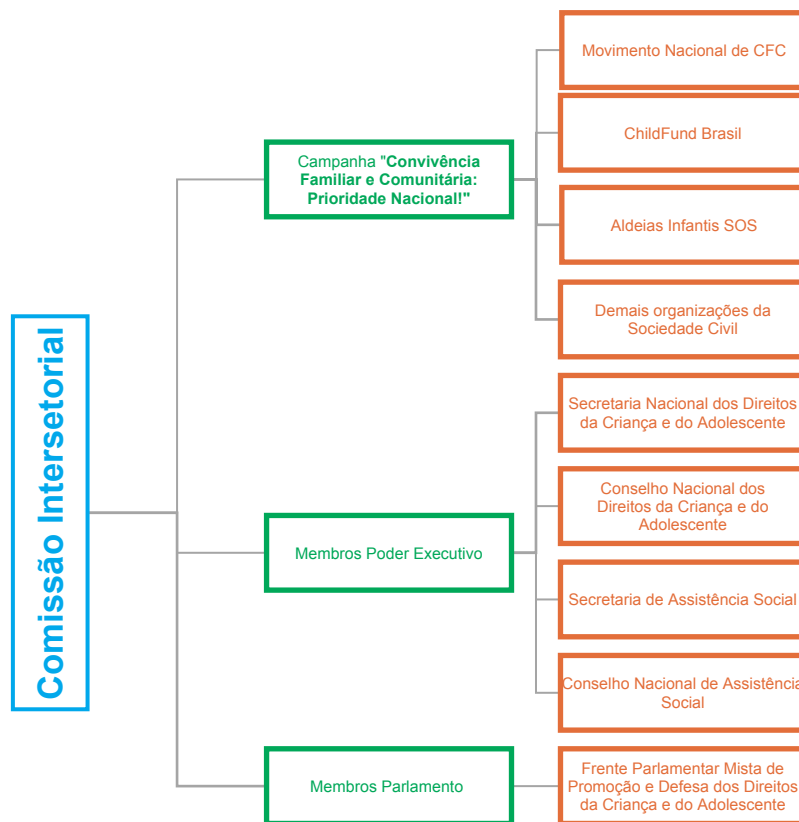 Comissão Intersetorial
Campanha "Convivência
Familiar e Comunitária:
Prioridade Nacional!"
Movimento Nacional de CFC
ChildFund Brasil
Aldeias Infantis SOS
Demais organizações da
Sociedade Civil
Membros Poder Executivo
Secretaria Nacional dos Direitos
da Criança e do Adolescente
Conselho Nacional dos
Direitos da Criança e do
Adolescente
Secretaria de Assistência Social
Conselho Nacional de Assistência
Social
Membros Parlamento
Frente Parlamentar Mista de
Promoção e Defesa dos Direitos
da Criança e do Adolescente